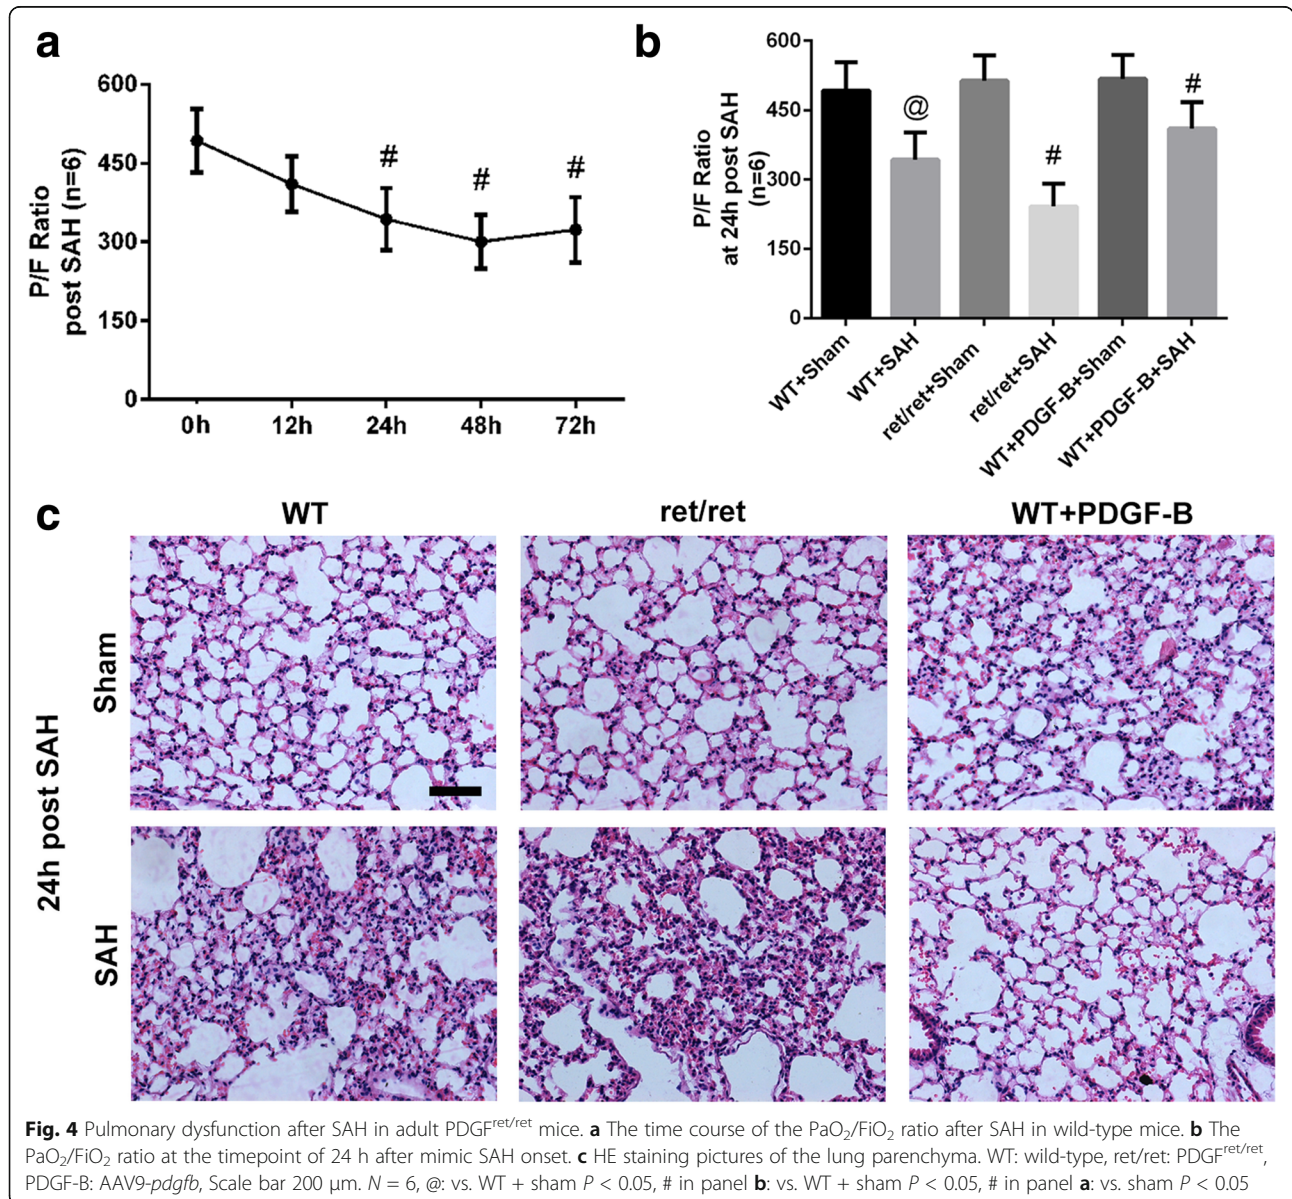 a
600
450
300
150
0
P/F Ratio
post SAH (n=6)
#
#
#
0h 12h 24h 48h 72h
b
600
450
300
150
0
P/F Ratio
at 24h post SAH
(n=6)
@
#
#
WT+Sham
WT+SAH
ret/ret+Sham
ret/ret+SAH
WT+PDGF-B+Sham
WT+PDGF-B+SAH
c
WT ret/ret WT+PDGF-B
24h post SAH
Sham
SAH
Fig. 4 Pulmonary dysfunction after SAH in adult PDGFret/ret mice. a The time course of the PaO2/FiO2 ratio after SAH in wild-type mice. b The
PaO2/FiO2 ratio at the timepoint of 24 h after mimic SAH onset. c HE staining pictures of the lung parenchyma. WT: wild-type, ret/ret: PDGFret/ret,
PDGF-B: AAV9-pdgfb, Scale bar 200 μm. N = 6, @: vs. WT + sham P < 0.05, # in panel b: vs. WT + sham P < 0.05, # in panel a: vs. sham P < 0.05